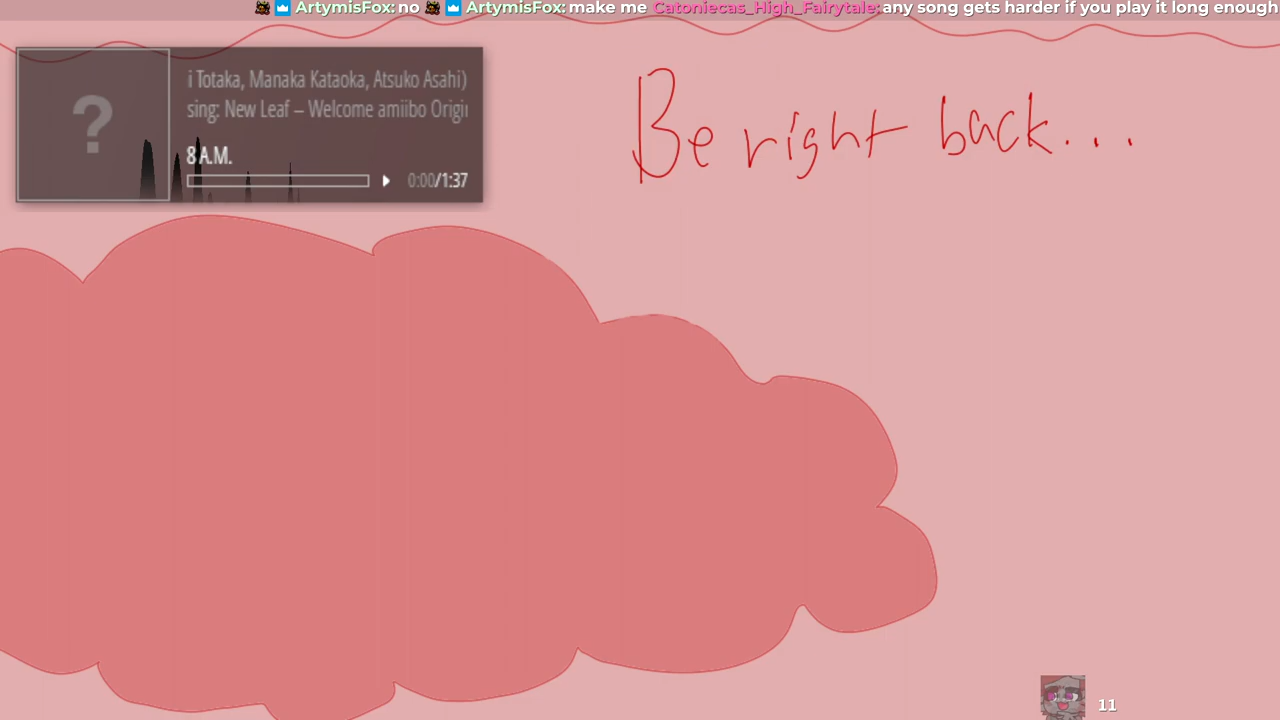 ArtymisFox: no ArtymisFox: make me Catoniecas_High_Fairytale: any song gets harder if you play it long enough
i Totaka, Manaka Kataoka, Atsuko Asahi)
sing: New Leaf – Welcome amiibo Origi
?
8 A.M.
0:00/1:37
Be right back...
11